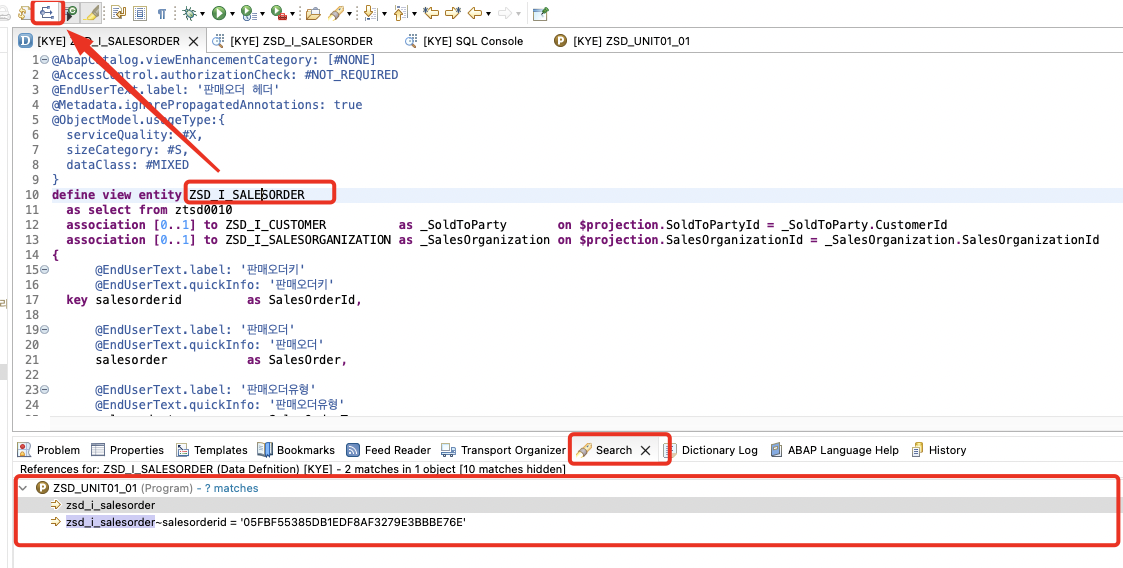 [KYE] ZSD_I_SALESORDER [KYE] ZSD_I_SALESORDER [KYE] SQL Console [KYE] ZSD_UNIT01_01
1 @AbapCatalog.viewEnhancementCategory: [#NONE]
2 @AccessControl.authorizationCheck: #NOT_REQUIRED
3 @EndUserText.label: '판매오더 헤더'
4 @Metadata.ignorePropagatedAnnotations: true
5 @ObjectModel.usageType:{
6 serviceQuality: #X,
7 sizeCategory: #S,
8 dataClass: #MIXED
9 }
10 define view entity ZSD_I_SALESORDER
11 as select from ztsd0010
12 association [0..1] to ZSD_I_CUSTOMER as _SoldToParty on $projection.SoldToPartyId = _SoldToParty.CustomerId
13 association [0..1] to ZSD_I_SALESORGANIZATION as _SalesOrganization on $projection.SalesOrganizationId = _SalesOrganization.SalesOrganizationId
14 {
15 @EndUserText.label: '판매오더키'
16 @EndUserText.quickInfo: '판매오더키'
17 key salesorderid as SalesOrderId,
18
19 @EndUserText.label: '판매오더'
20 @EndUserText.quickInfo: '판매오더'
21 salesorder as SalesOrder,
22
23 @EndUserText.label: '판매오더유형'
24 @EndUserText.quickInfo: '판매오더유형'
Problem Properties Templates Bookmarks Feed Reader Transport Organizer Search Dictionary Log ABAP Language Help History
References for: ZSD_I_SALESORDER (Data Defnition) [KYE] - 2 matches in 1 object [10 matches hidden]
ZSD_UNIT01_01 (Program) - ? matches
zsd_i_salesorder
zsd_i_salesorder~salesorderid = '05FBF55385DB1EDF8AF3279E3BBBE76E'